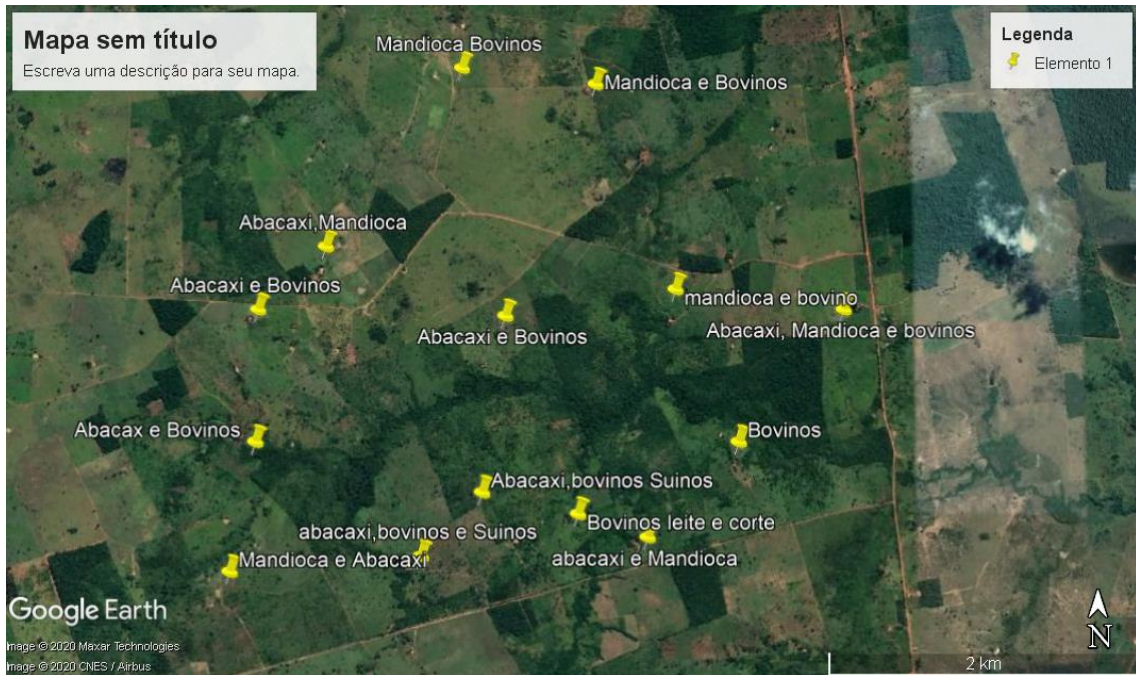 Mapa sem título
Escreva uma descrição para seu mapa.
Legenda
Elemento 1
Mandioca Bovinos
Mandioca e Bovinos
Abacaxi,Mandioca
Abacaxi e Bovinos
mandioca e bovino
Abacaxi, Mandioca e bovinos
Abacaxi e Bovinos
Abacax e Bovinos
Bovinos
Abacaxi,bovinos Suinos
Bovinos leite e corte
abacaxi,bovinos e Suinos
abacaxi e Mandioca
Mandioca e Abacaxi
Google Earth
Image © 2020 Maxar Technologies
Image © 2020 CNES / Airbus
N
2 km